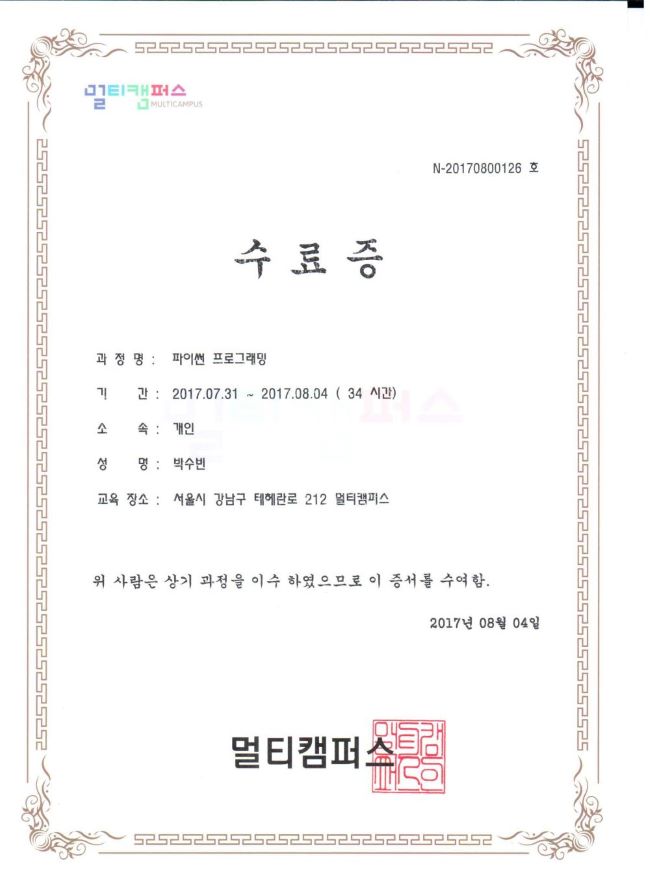 멀티캠퍼스
MULTICAMPUS
N-20170800126 호
수 료 증
과 정 명 : 파이썬 프로그래밍
기 간 : 2017.07.31 ~ 2017.08.04 ( 34 시간)
소 속 : 개인
성 명 : 박수빈
교육 장소 : 서울시 강남구 테헤란로 212 멀티캠퍼스
위 사람은 상기 과정을 이수 하였으므로 이 증서를 수여함.
2017년 08월 04일
멀티캠퍼스